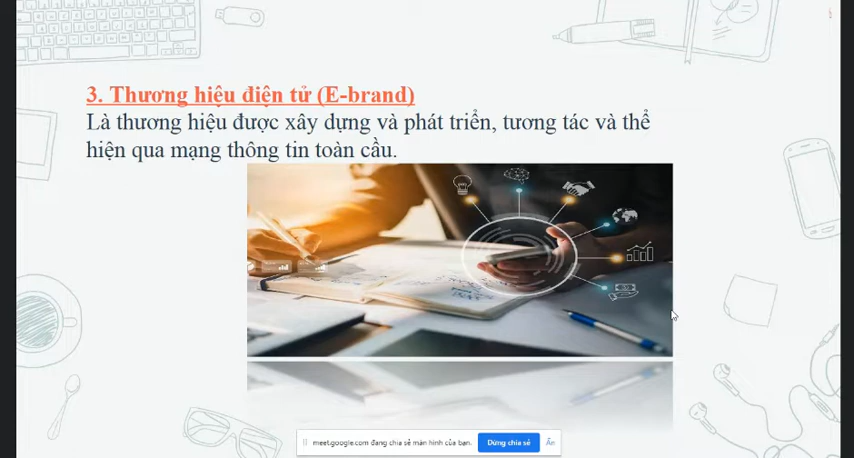 3. Thương hiệu điện tử (E-brand)
Là thương hiệu được xây dựng và phát triển, tương tác và thể
hiện qua mạng thông tin toàn cầu.
meet.google.com đang chia sẻ màn hình của bạn.
Dừng chia sẻ
Ẩn